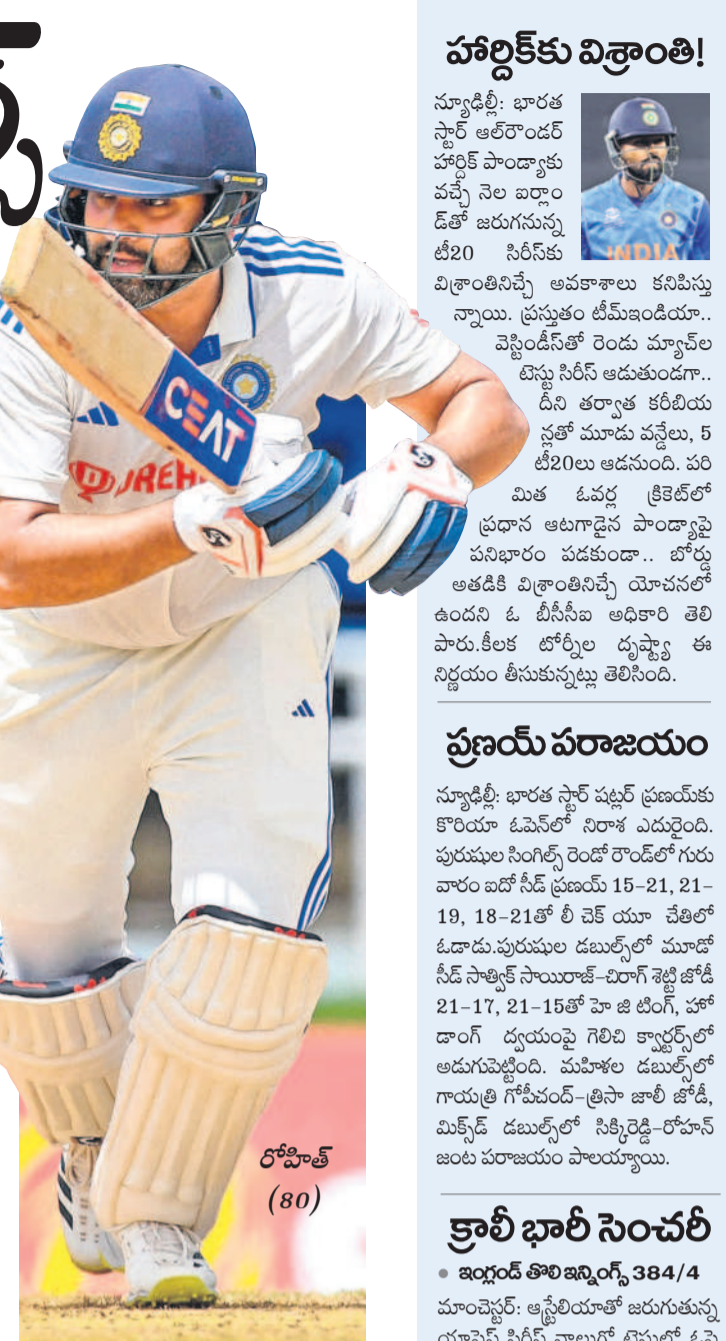 హార్దిక్‌కు విశ్రాంతి!
న్యూఢిల్లీ: భారత
స్టార్ ఆల్‌రౌండర్
హార్దిక్ పాండ్యాకు
వచ్చే నెల ఐర్లాం
డ్‌తో జరుగనున్న
టీ20 సిరీస్‌కు
విశ్రాంతినిచ్చే అవకాశాలు కనిపిస్తు
న్నాయి. ప్రస్తుతం టీమ్ఇండియా..
వెస్టిండీస్‌తో రెండు మ్యాచ్‌ల
టెస్టు సిరీస్ ఆడుతుండగా..
దీని తర్వాత కరీబియ
న్లతో మూడు వన్డేలు, 5
టీ20లు ఆడనుంది. పరి
మిత ఓవర్ల క్రికెట్‌లో
ప్రధాన ఆటగాడైన పాండ్యాపై
పనిభారం పడకుండా.. బోర్డు
అతడికి విశ్రాంతినిచ్చే యోచనలో
ఉందని ఓ బీసీసీఐ అధికారి తెలి
పారు.కీలక టోర్నీల దృష్ట్యా ఈ
నిర్ణయం తీసుకున్నట్లు తెలిసింది.
INDIA
CEAT
DREAM
రోహిత్
(80)
ప్రణయ్ పరాజయం
న్యూఢిల్లీ: భారత స్టార్ షట్లర్ ప్రణయ్‌కు
కొరియా ఓపెన్‌లో నిరాశ ఎదురైంది.
పురుషుల సింగిల్స్ రెండో రౌండ్‌లో గురు
వారం ఐదో సీడ్ ప్రణయ్ 15-21, 21-
19, 18-21తో లీ చెక్ యూ చేతిలో
ఓడాడు.పురుషుల డబుల్స్‌లో మూడో
సీడ్ సాత్విక్ సాయిరాజ్-చిరాగ్ శెట్టి జోడీ
21-17, 21-15తో హె జి టింగ్, హో
డాంగ్ ద్వయంపై గెలిచి క్వార్టర్స్‌లో
అడుగుపెట్టింది. మహిళల డబుల్స్‌లో
గాయత్రి గోపీచంద్-త్రిసా జాలీ జోడీ,
మిక్స్‌డ్ డబుల్స్‌లో సిక్కిరెడ్డి-రోహన్
జంట పరాజయం పాలయ్యాయి.
క్రాలీ భారీ సెంచరీ
● ఇంగ్లండ్ తొలి ఇన్నింగ్స్ 384/4
మాంచెస్టర్: ఆస్ట్రేలియాతో జరుగుతున్న